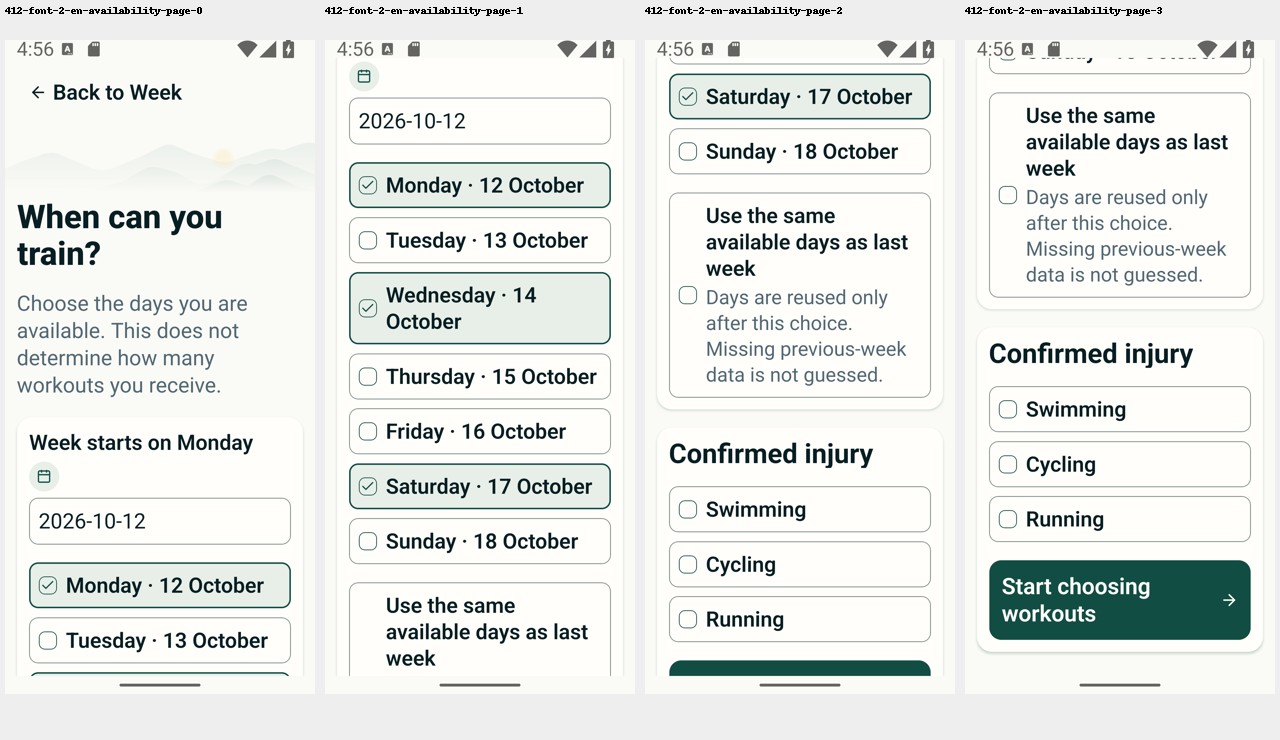 412-font-2-en-availability-page-0
4:56
Back to Week
When can you
train?
Choose the days you are
available. This does not
determine how many
workouts you receive.
Week starts on Monday
2026-10-12
Monday · 12 October
Tuesday · 13 October
412-font-2-en-availability-page-1
4:56
2026-10-12
Monday · 12 October
Tuesday · 13 October
Wednesday · 14
October
Thursday · 15 October
Friday · 16 October
Saturday · 17 October
Sunday · 18 October
Use the same
available days as last
week
412-font-2-en-availability-page-2
4:56
Saturday · 17 October
Sunday · 18 October
Use the same
available days as last
week
Days are reused only
after this choice.
Missing previous-week
data is not guessed.
Confirmed injury
Swimming
Cycling
Running
412-font-2-en-availability-page-3
4:56
Use the same
available days as last
week
Days are reused only
after this choice.
Missing previous-week
data is not guessed.
Confirmed injury
Swimming
Cycling
Running
Start choosing
workouts